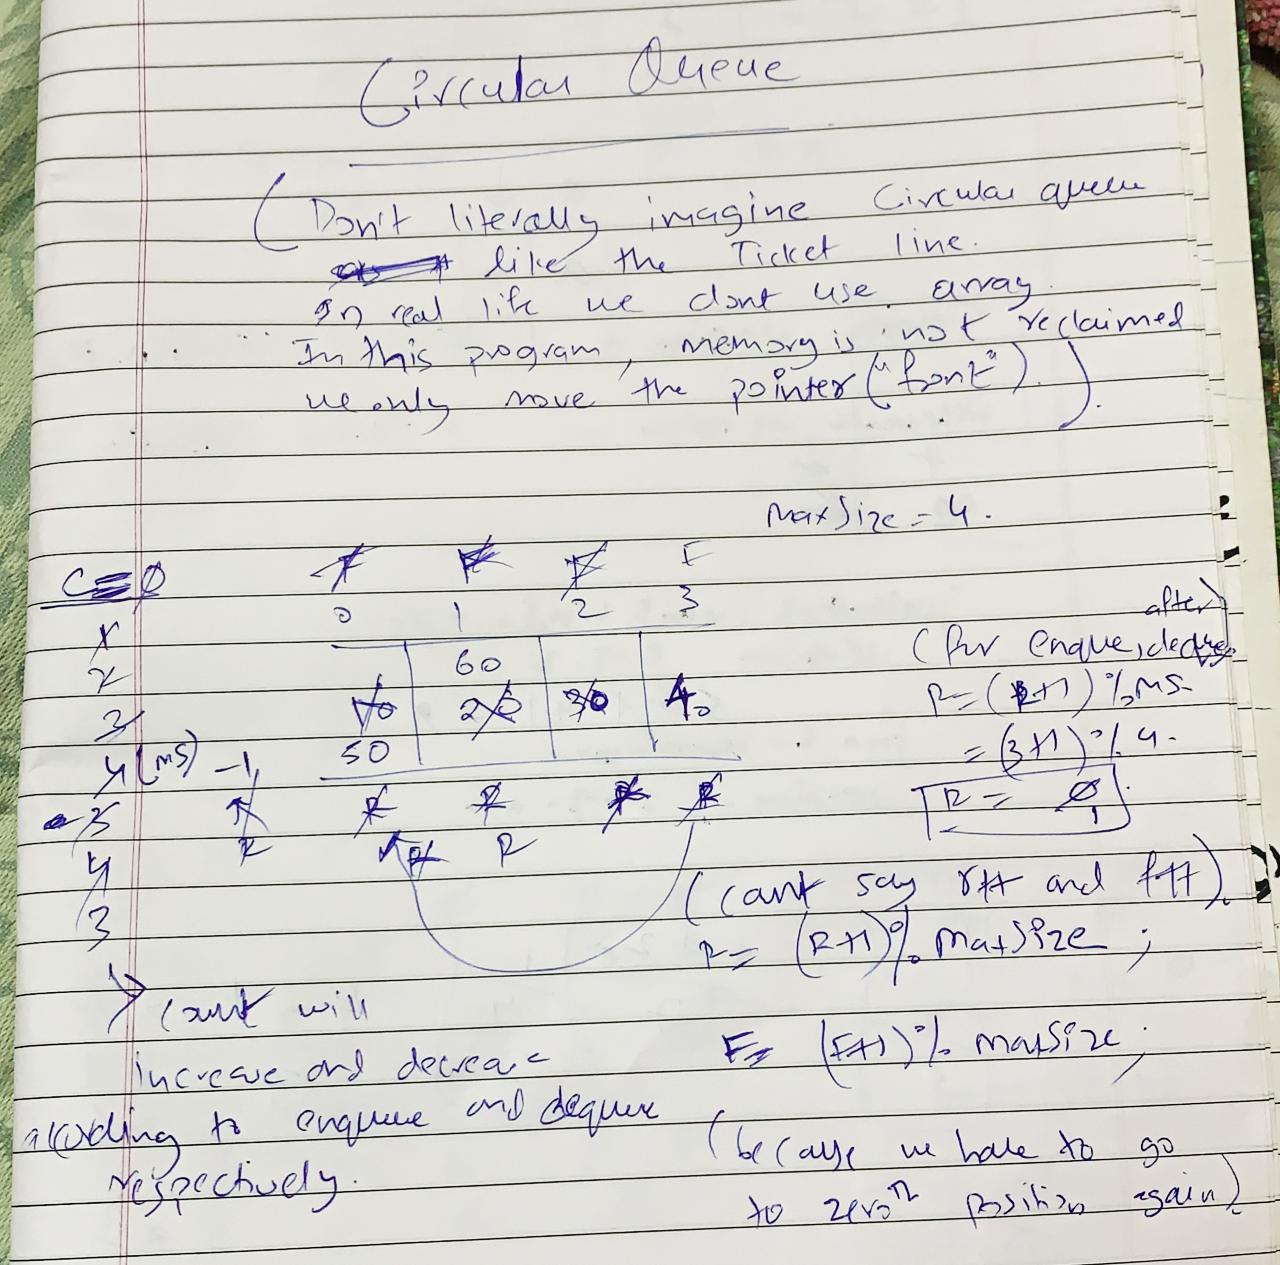 Circular Queue
(Don't literally imagine Circular queue
like the Ticket line.
In real life we dont use array.
In this program, memory is not reclaimed
we only move the pointer ("front").)
MaxSize = 4.
C = 0
F F F F
0 1 2 3
1
2
3
4 (MS)
5
4
3
60
10 20 30 40
50
-1
R R R R R
R R
(for enque, after deque
R = (R+1) % MS
= (3+1) % 4.
R = 0
(cant say r++ and f++).
R = (R+1) % MaxSize ;
F = (F+1) % maxSize ;
(because we have to go
to zeroth position again)
Count will
increase and decrease
according to enqueue and dequeue
respectively.